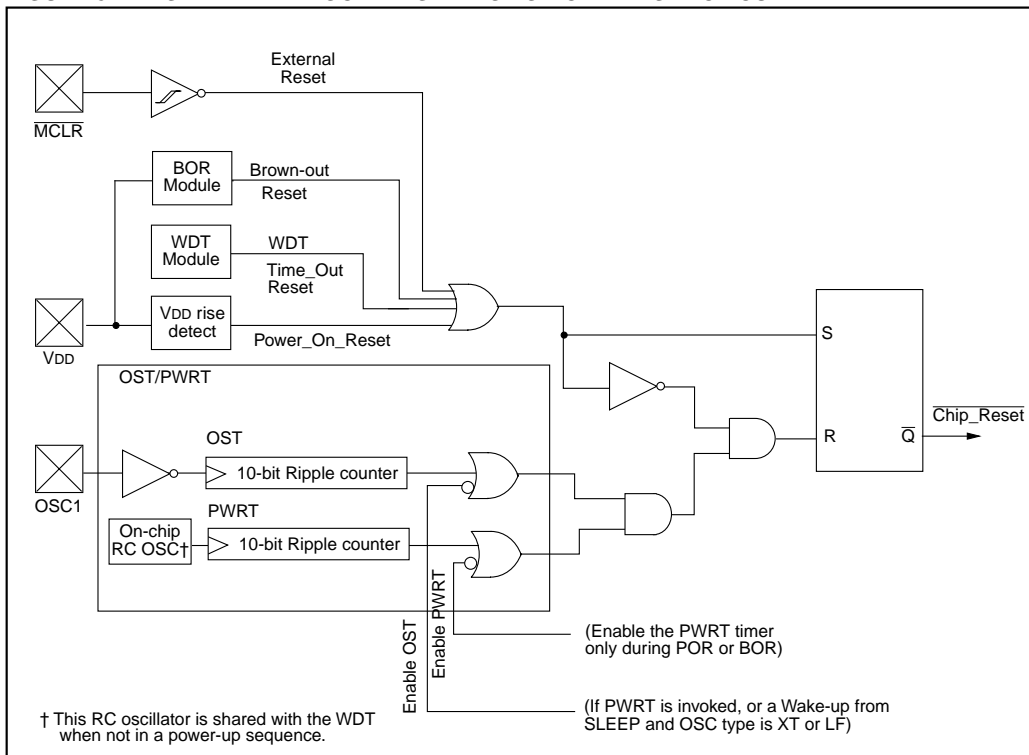 External
Reset
MCLR
BOR
Module
Brown-out
Reset
WDT
Module
WDT
Time_Out
Reset
VDD
VDD rise
detect
Power_On_Reset
OST/PWRT
S
R
Q
Chip_Reset
OSC1
OST
10-bit Ripple counter
PWRT
On-chip
RC OSC†
10-bit Ripple counter
Enable OST
Enable PWRT
(Enable the PWRT timer
only during POR or BOR)
(If PWRT is invoked, or a Wake-up from
SLEEP and OSC type is XT or LF)
† This RC oscillator is shared with the WDT
when not in a power-up sequence.